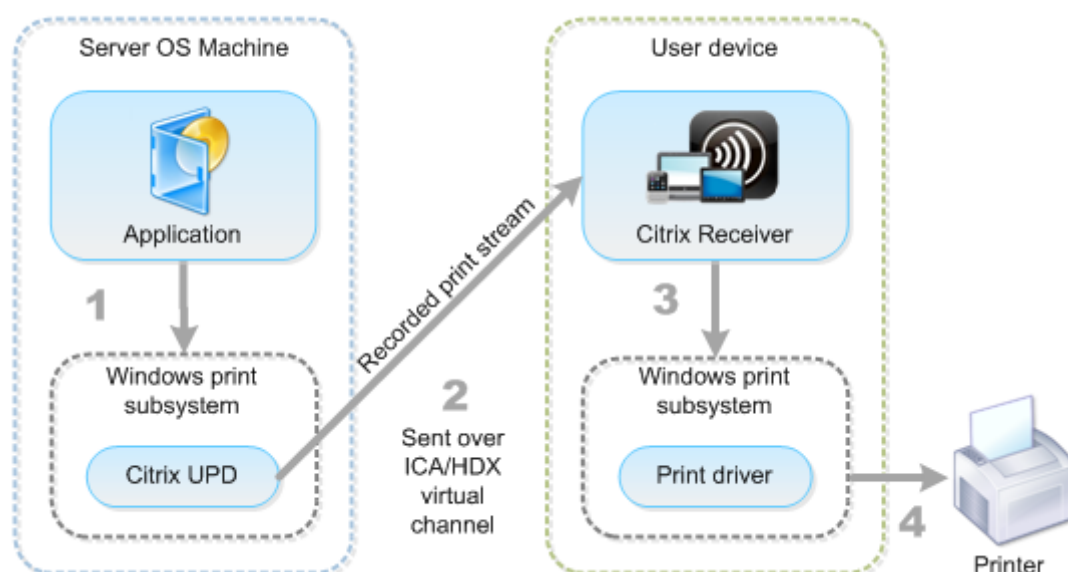 Server OS Machine
Application
1
Windows print
subsystem
Citrix UPD
Recorded print stream
2
Sent over
ICA/HDX
virtual
channel
User device
Citrix Receiver
3
Windows print
subsystem
Print driver
4
Printer